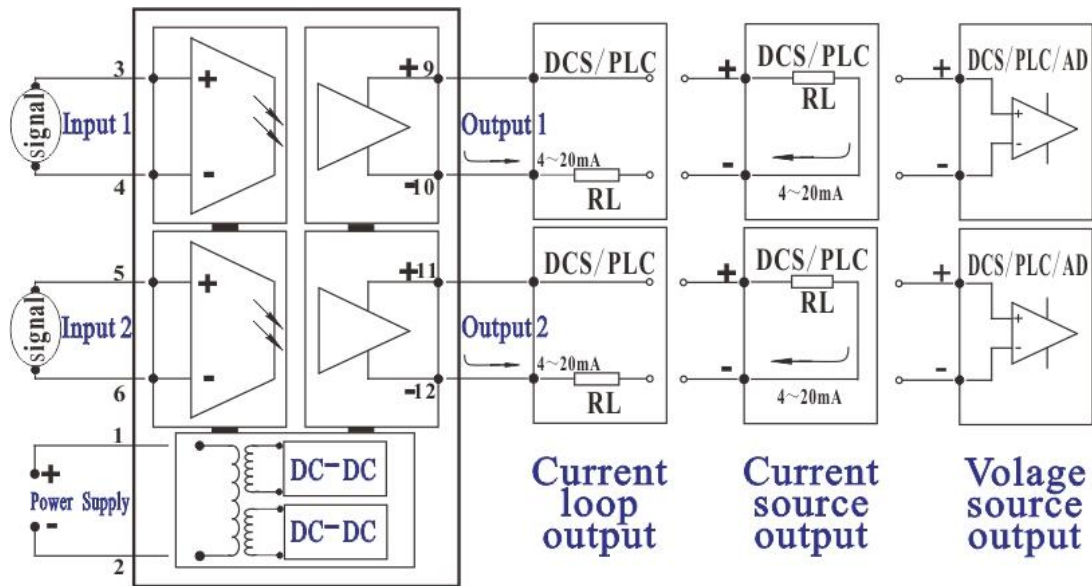 3
signal
Input 1
4
+
-
+ 9
Output 1
- 10
DCS/PLC
4~20mA
RL
+
DCS/PLC
RL
-
4~20mA
+
DCS/PLC/AD
+
-
-
5
signal
Input 2
6
+
-
+ 11
Output 2
- 12
DCS/PLC
4~20mA
RL
+
DCS/PLC
RL
-
4~20mA
+
DCS/PLC/AD
+
-
-
1
+
Power Supply
-
2
DC-DC
DC-DC
Current
loop
output
Current
source
output
Volage
source
output